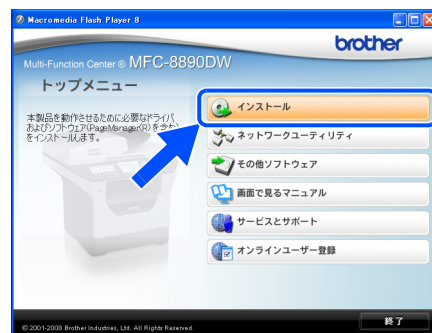 Macromedia Flash Player 8
brother
Multi-Function Center ® MFC-8890DW
トップメニュー
本製品を動作させるために必要なドライバ
およびソフトウェア(PageManager(R)を含む)
をインストールします。
インストール
ネットワークユーティリティ
その他ソフトウェア
画面で見るマニュアル
サービスとサポート
オンラインユーザー登録
© 2001-2008 Brother Industries, Ltd. All Rights Reserved.
終了